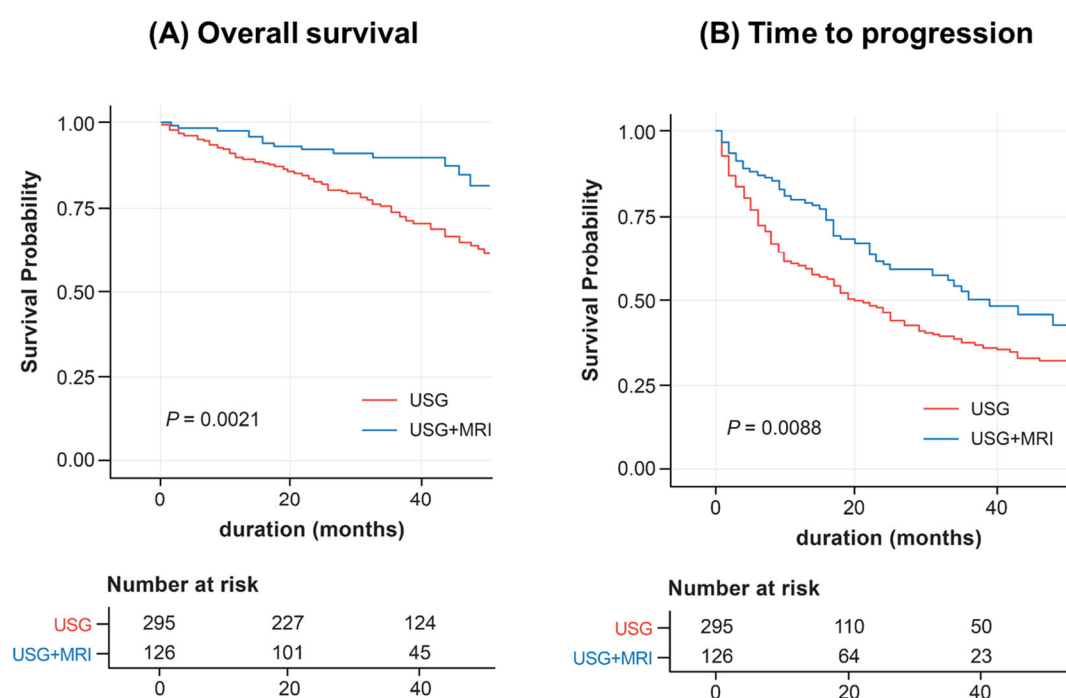 (A) Overall survival
1.00
0.75
0.50
0.25
0.00
Survival Probability
P = 0.0021
USG
USG+MRI
0 20 40
duration (months)
Number at risk
USG 295 227 124
USG+MRI 126 101 45
0 20 40
(B) Time to progression
1.00
0.75
0.50
0.25
0.00
Survival Probability
P = 0.0088
USG
USG+MRI
0 20 40
duration (months)
Number at risk
USG 295 110 50
USG+MRI 126 64 23
0 20 40